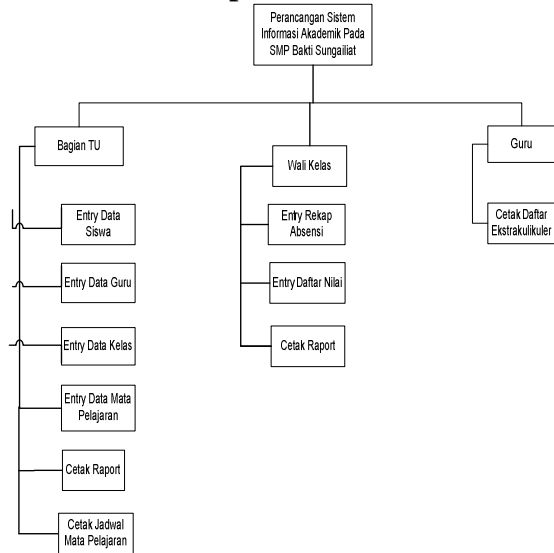 Perancangan Sistem
Informasi Akademik Pada
SMP Bakti Sungailiat
Bagian TU
Entry Data
Siswa
Entry Data Guru
Entry Data Kelas
Entry Data Mata
Pelajaran
Cetak Raport
Cetak Jadwal
Mata Pelajaran
Wali Kelas
Entry Rekap
Absensi
Entry Daftar Nilai
Cetak Raport
Guru
Cetak Daftar
Ekstrakulikuler